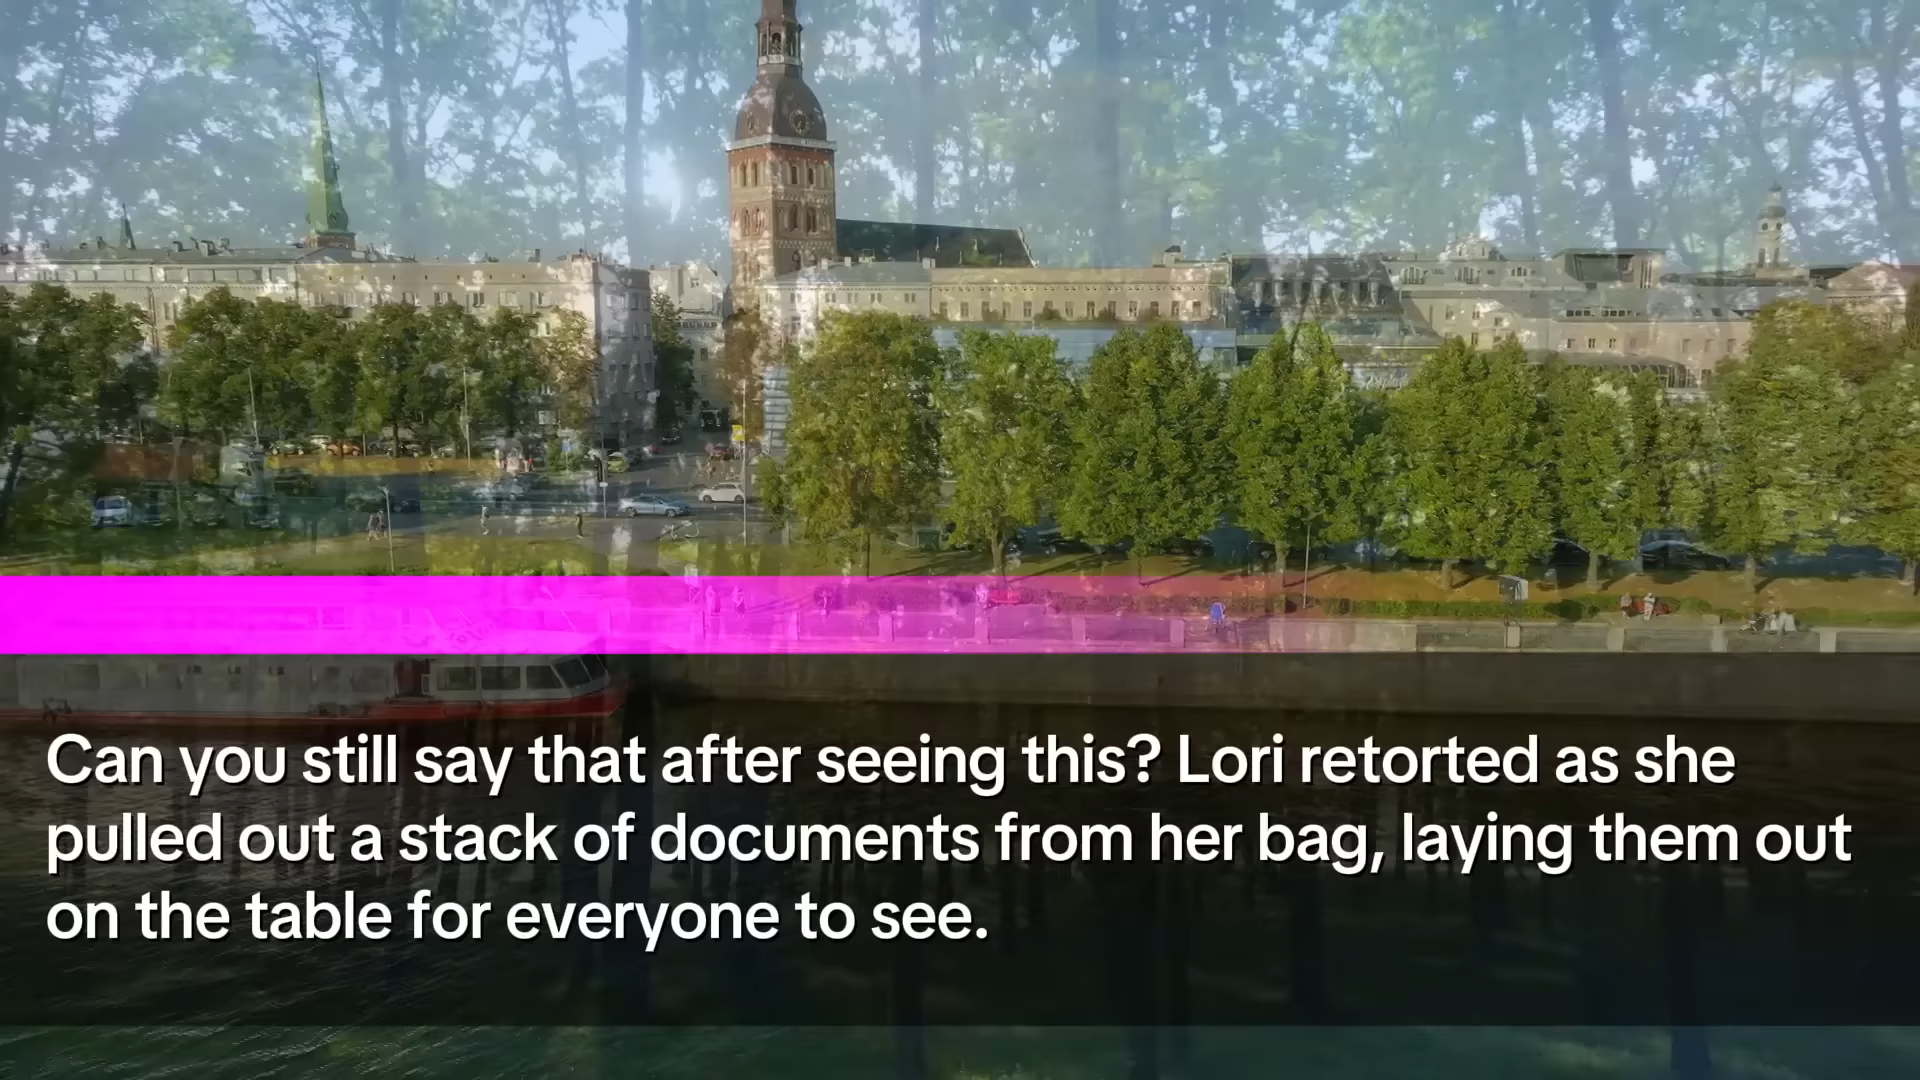 Can you still say that after seeing this? Lori retorted as she
pulled out a stack of documents from her bag, laying them out
on the table for everyone to see.